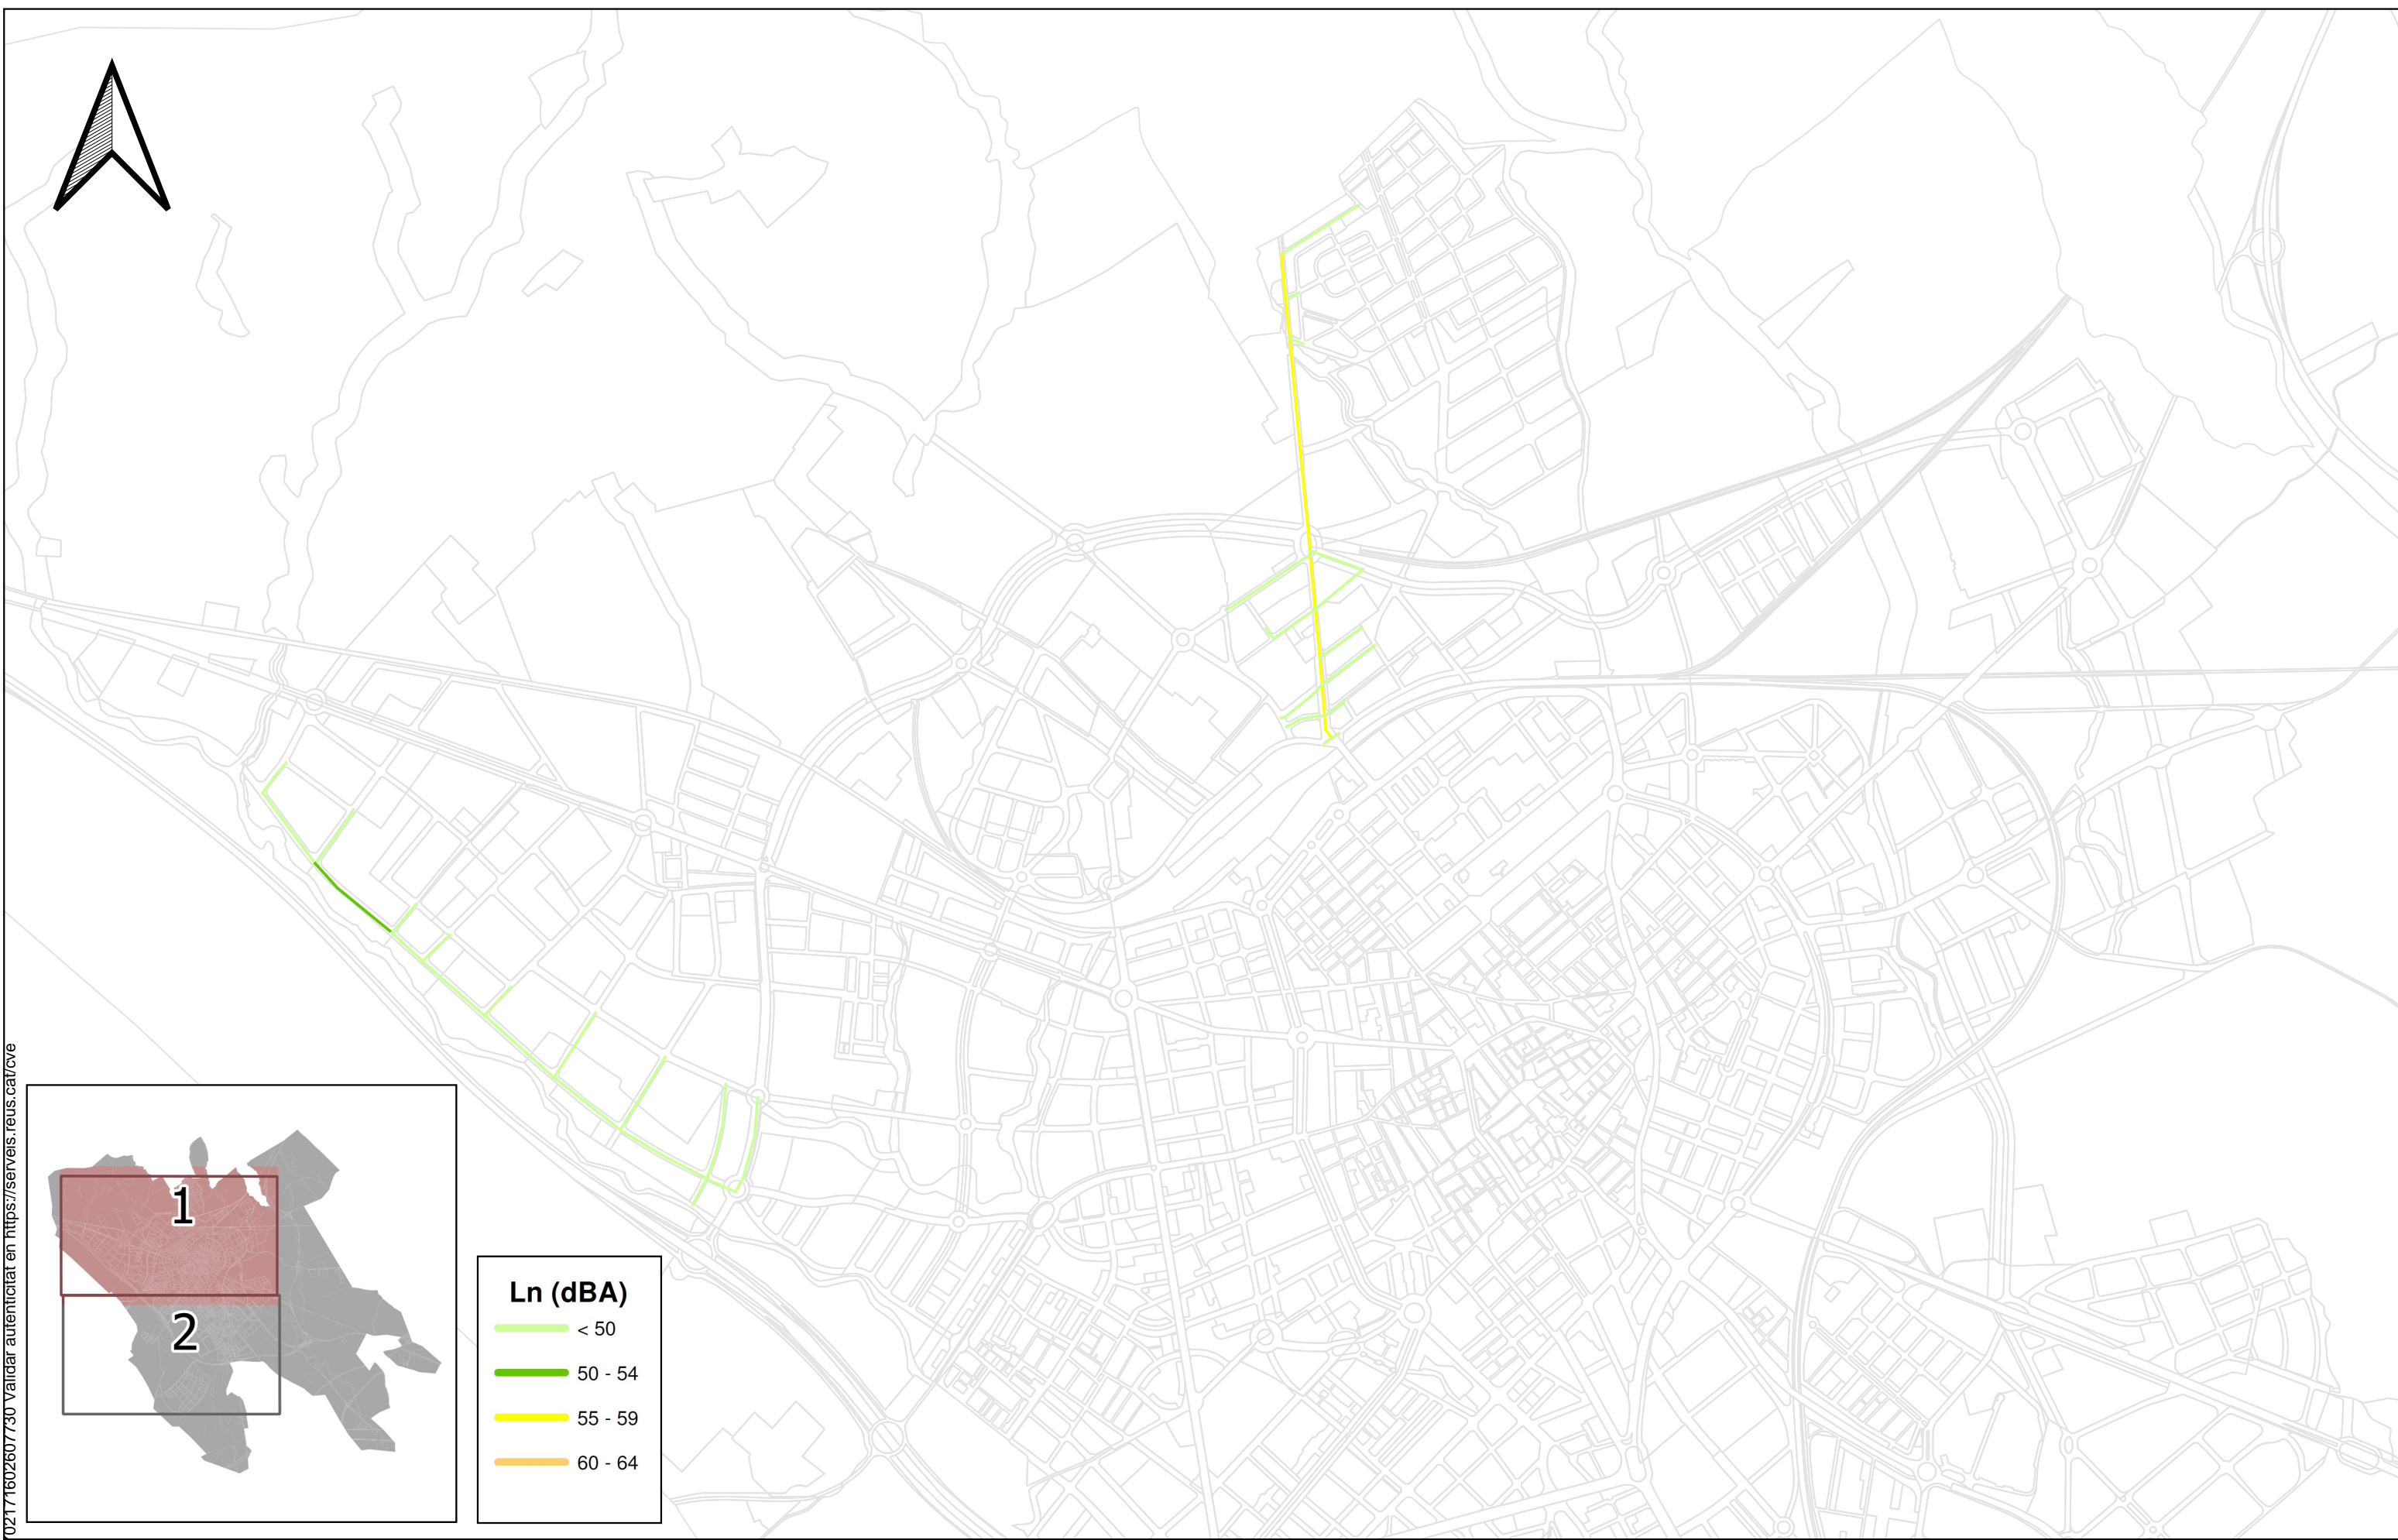 1
2
Ln (dBA)
< 50
50 - 54
55 - 59
60 - 64
02171602607730 Validar autenticitat en https://serveis.reus.cat/cve